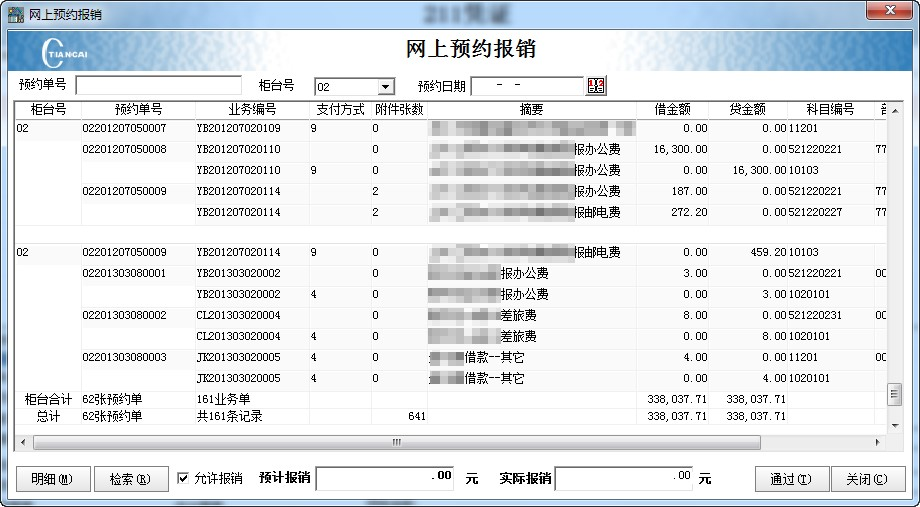 网上预约报销
TIANCAI
网上预约报销
预约单号 柜台号 02 预约日期 - -
柜台号 预约单号 业务编号 支付方式 附件张数 摘要 借金额 贷金额 科目编号
02 02201207050007 YB201207020109 9 0 0.00 0.00 11201
02201207050008 YB201207020110 0 报办公费 16,300.00 0.00 521220221 77
YB201207020110 9 0 报办公费 0.00 16,300.00 10103
02201207050009 YB201207020114 2 报办公费 187.00 0.00 521220221 77
YB201207020114 2 报邮电费 272.20 0.00 521220227 77
02 02201207050009 YB201207020114 9 0 报邮电费 0.00 459.20 10103
02201303080001 YB201303020002 0 报办公费 3.00 0.00 521220221 00
YB201303020002 4 0 报办公费 0.00 3.00 1020101
02201303080002 CL201303020004 0 差旅费 8.00 0.00 521220231 00
CL201303020004 4 0 差旅费 0.00 8.00 1020101
02201303080003 JK201303020005 4 0 借款--其它 4.00 0.00 11201 00
JK201303020005 4 0 借款--其它 0.00 4.00 1020101
柜台合计 62张预约单 161业务单 338,037.71 338,037.71
总计 62张预约单 共161条记录 641 338,037.71 338,037.71
明细(M) 检索(R) 允许报销 预计报销 .00 元 实际报销 .00 元 通过(T) 关闭(C)